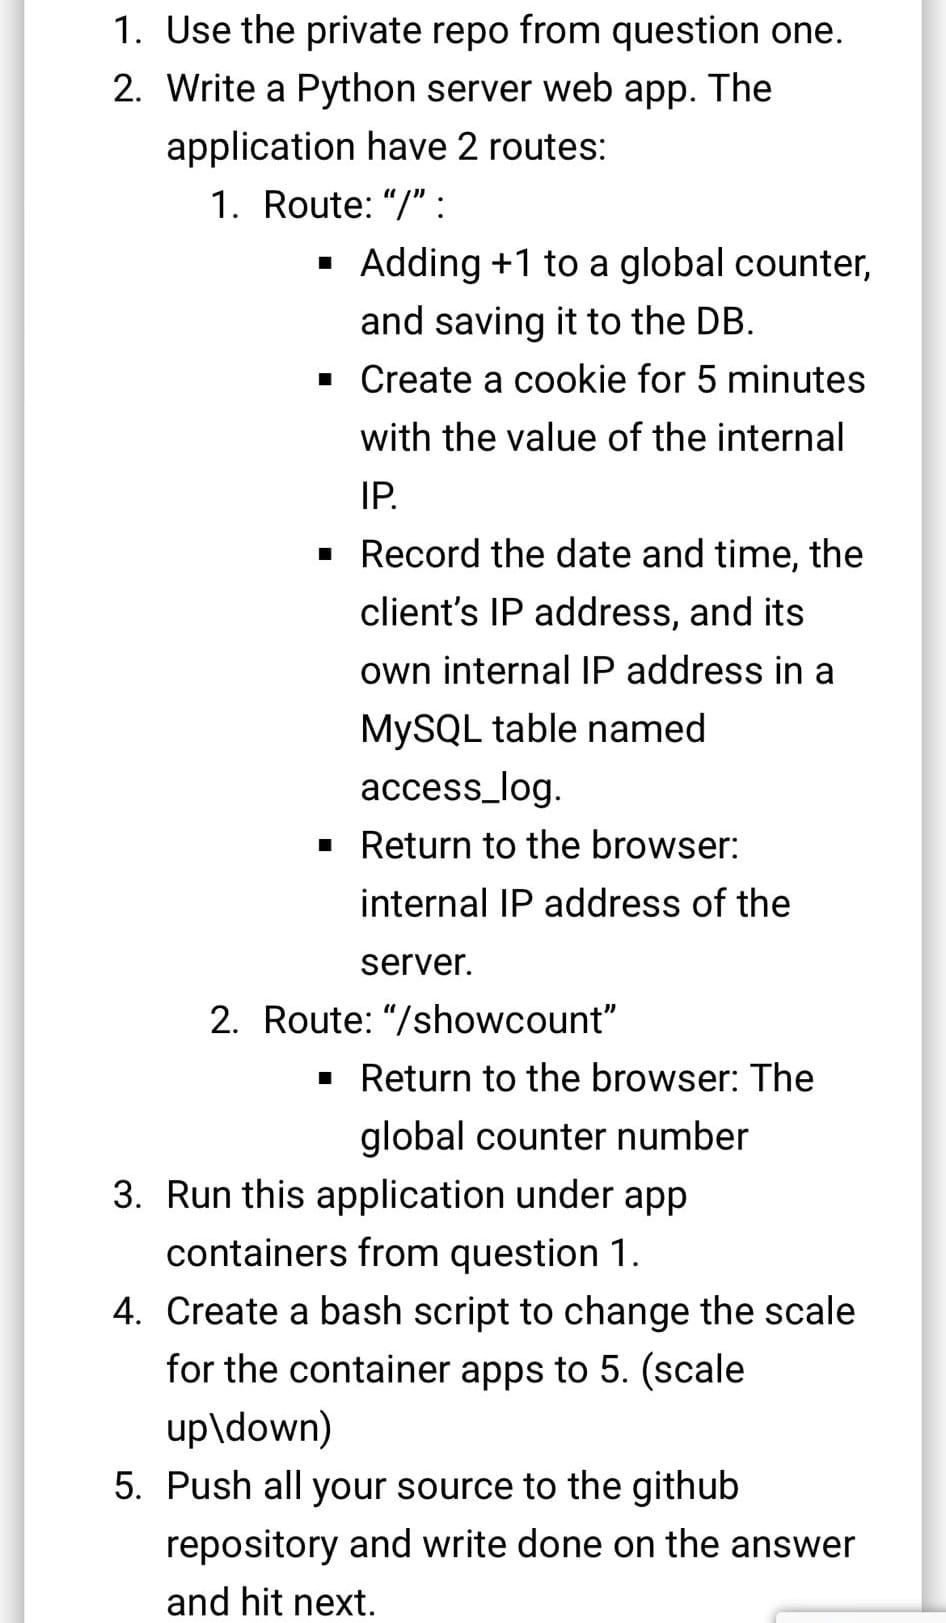 1. Use the private repo from question one.
2. Write a Python server web app. The
application have 2 routes:
1. Route: “/” :
▪ Adding +1 to a global counter,
and saving it to the DB.
▪ Create a cookie for 5 minutes
with the value of the internal
IP.
▪ Record the date and time, the
client’s IP address, and its
own internal IP address in a
MySQL table named
access_log.
▪ Return to the browser:
internal IP address of the
server.
2. Route: “/showcount”
▪ Return to the browser: The
global counter number
3. Run this application under app
containers from question 1.
4. Create a bash script to change the scale
for the container apps to 5. (scale
up\down)
5. Push all your source to the github
repository and write done on the answer
and hit next.